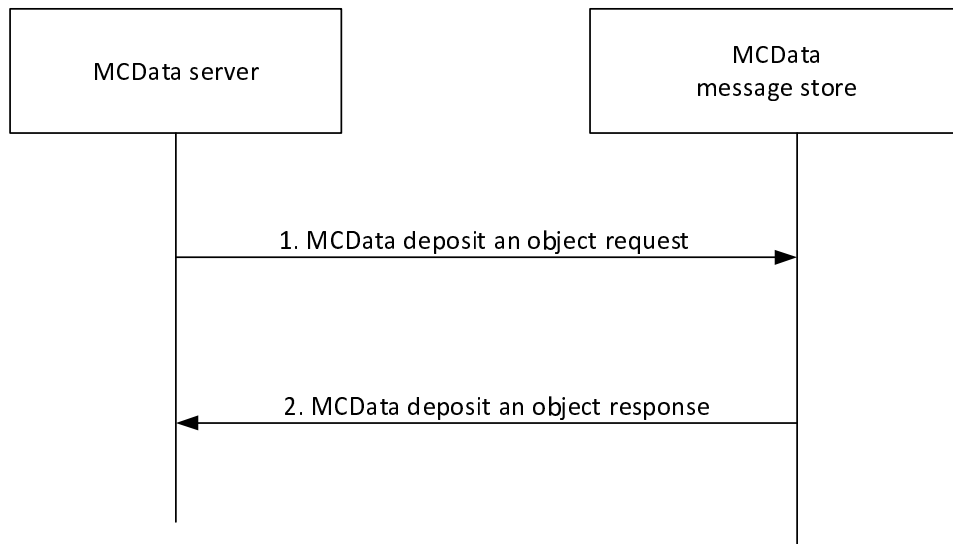 MCData server
MCData
message store
1. MCData deposit an object request
2. MCData deposit an object response